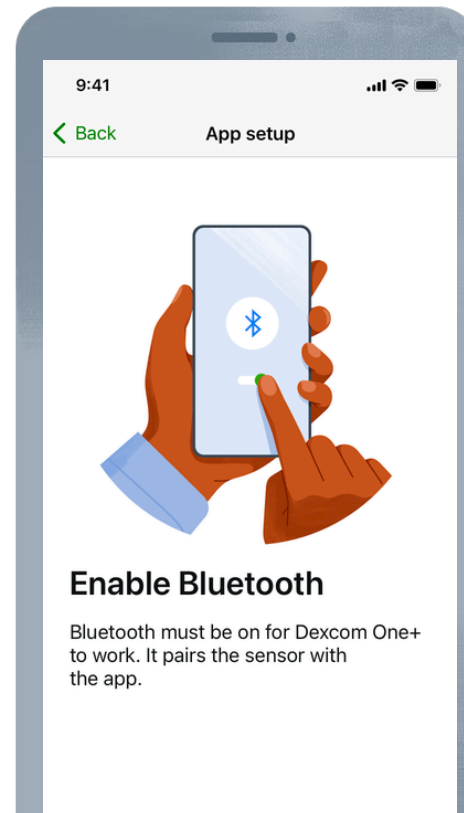 9:41
Back
App setup
Enable Bluetooth
Bluetooth must be on for Dexcom One+
to work. It pairs the sensor with
the app.